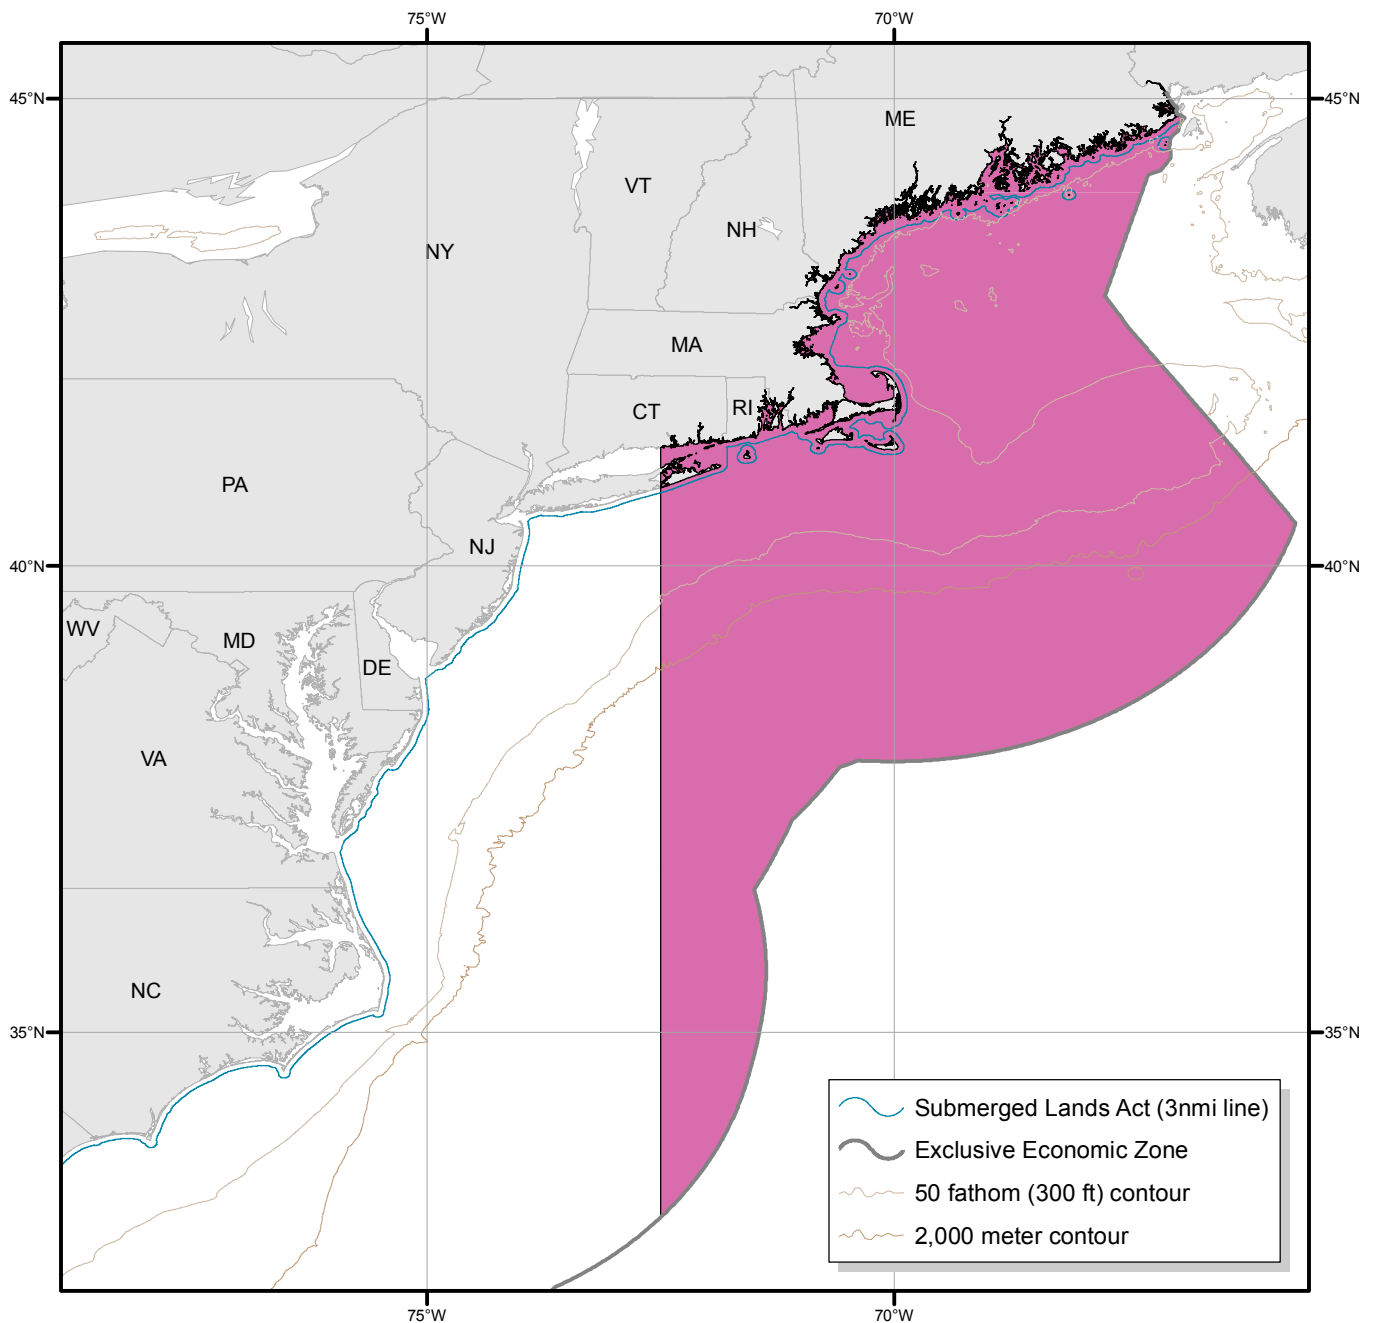 75°W
70°W
45°N
45°N
ME
VT
NH
NY
MA
CT
RI
PA
NJ
40°N
40°N
WV
MD
DE
VA
NC
35°N
35°N
Submerged Lands Act (3nmi line)
Exclusive Economic Zone
50 fathom (300 ft) contour
2,000 meter contour
75°W
70°W